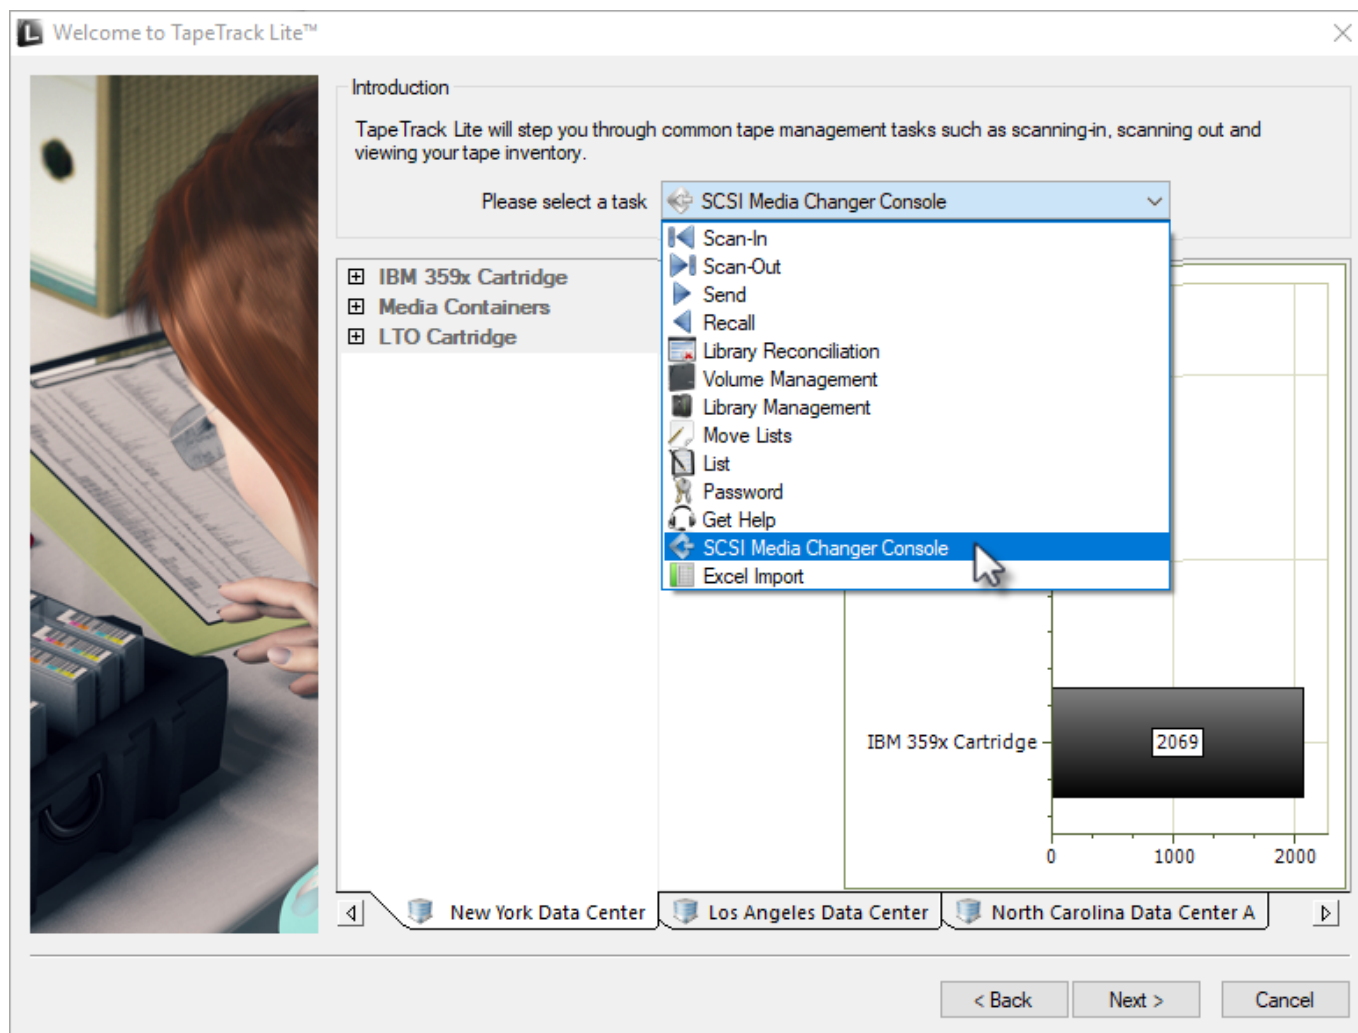 Welcome to TapeTrack Lite™
Introduction
TapeTrack Lite will step you through common tape management tasks such as scanning-in, scanning out and
viewing your tape inventory.
Please select a task
SCSI Media Changer Console
Scan-In
Scan-Out
Send
Recall
Library Reconciliation
Volume Management
Library Management
Move Lists
List
Password
Get Help
SCSI Media Changer Console
Excel Import
IBM 359x Cartridge
Media Containers
LTO Cartridge
IBM 359x Cartridge
2069
0 1000 2000
New York Data Center
Los Angeles Data Center
North Carolina Data Center A
< Back
Next >
Cancel